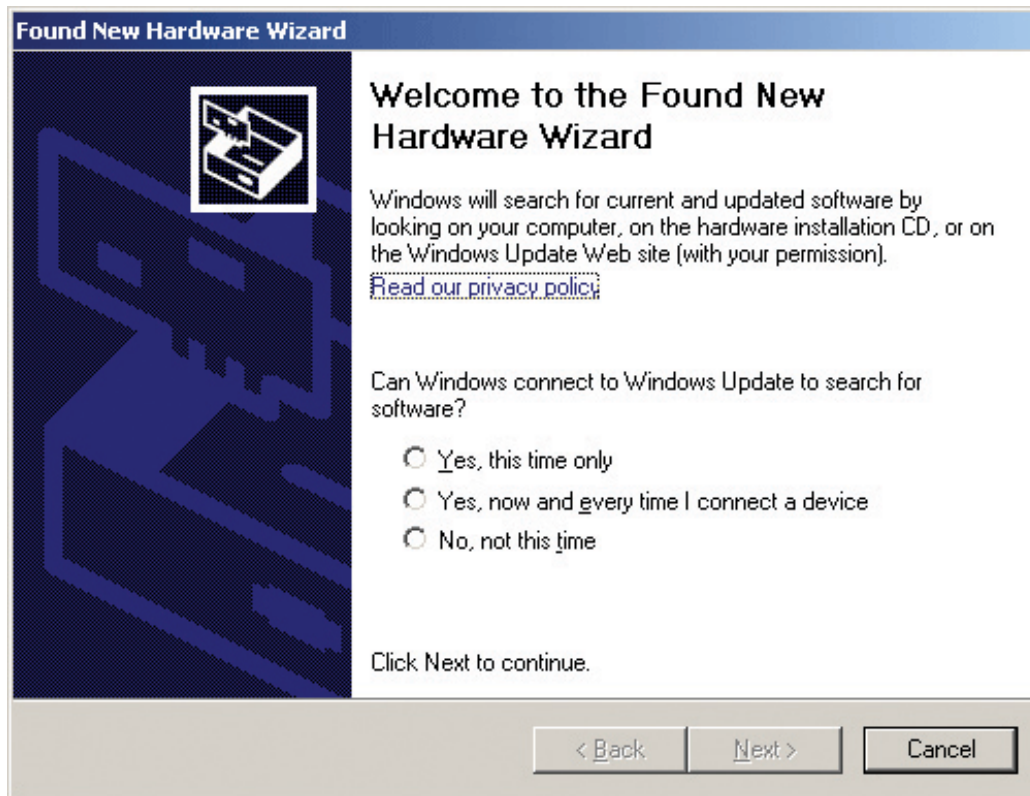 Found New Hardware Wizard
Welcome to the Found New
Hardware Wizard
Windows will search for current and updated software by
looking on your computer, on the hardware installation CD, or on
the Windows Update Web site (with your permission).
Read our privacy policy
Can Windows connect to Windows Update to search for
software?
Yes, this time only
Yes, now and every time I connect a device
No, not this time
Click Next to continue.
< Back
Next >
Cancel